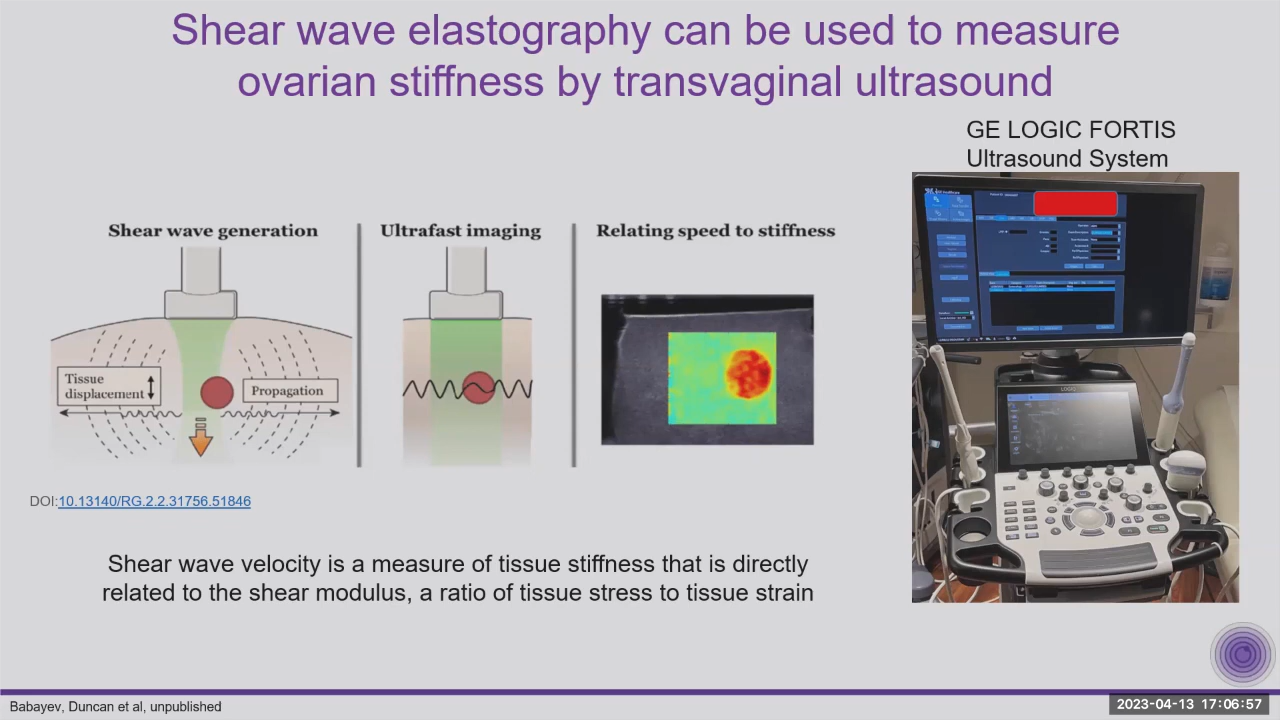 Shear wave elastography can be used to measure
ovarian stiffness by transvaginal ultrasound
GE LOGIC FORTIS
Ultrasound System
Shear wave generation
Ultrafast imaging
Relating speed to stiffness
Tissue
displacement
Propagation
LOGIC
DOI:10.13140/RG.2.2.31756.51846
Shear wave velocity is a measure of tissue stiffness that is directly
related to the shear modulus, a ratio of tissue stress to tissue strain
Babayev, Duncan et al, unpublished
2023-04-13 17:06:57